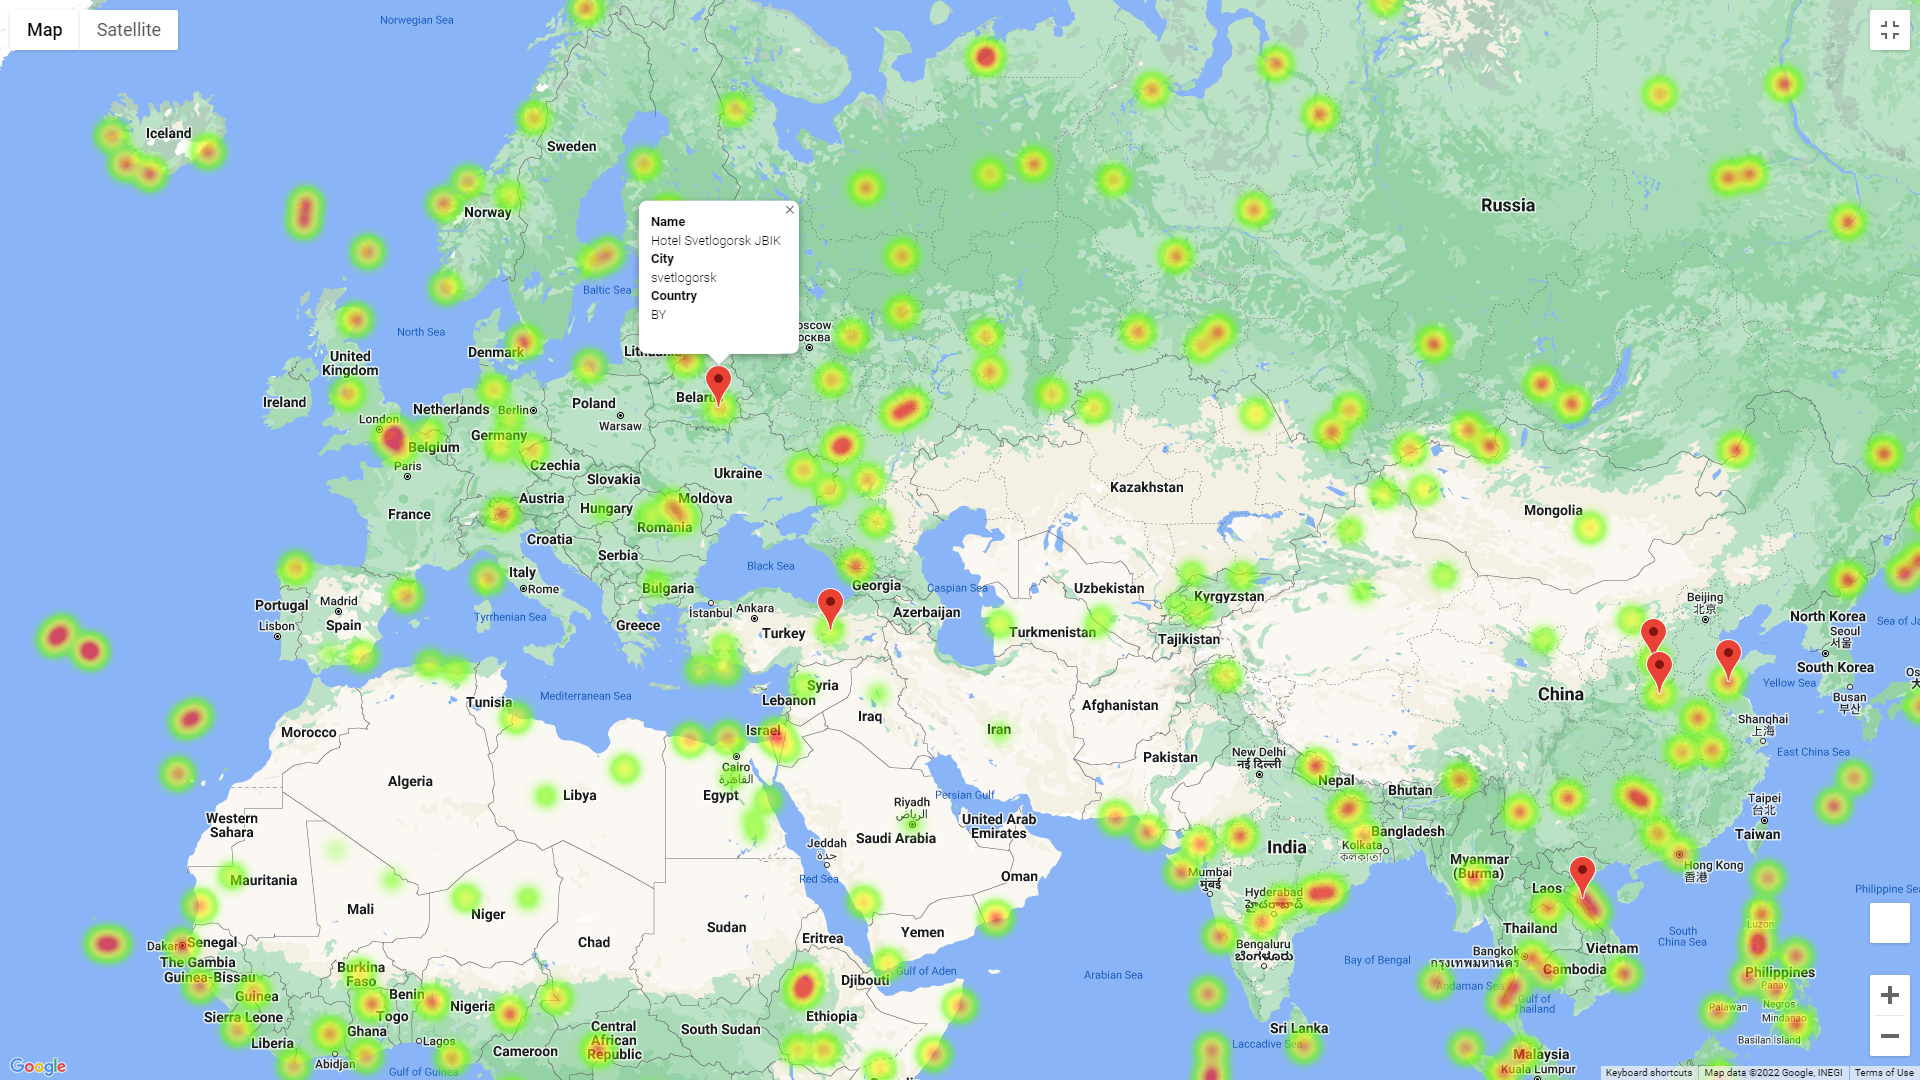 Map
Satellite
Norwegian Sea
Iceland
Sweden
Norway
Russia
Name
Hotel Svetlogorsk JBIK
City
svetlogorsk
Country
BY
Baltic Sea
North Sea
Denmark
United
Kingdom
Ireland
London
Netherlands
Berlin
Poland
Warsaw
Belgium
Germany
Paris
Czechia
Slovakia
Ukraine
Austria
Hungary
Moldova
Romania
France
Croatia
Serbia
Italy
Rome
Bulgaria
Black Sea
Georgia
Caspian Sea
Kazakhstan
Mongolia
Uzbekistan
Kyrgyzstan
Portugal
Madrid
Spain
Lisbon
Tyrrhenian Sea
Greece
İstanbul
Ankara
Turkey
Azerbaijan
Turkmenistan
Tajikistan
Beijing
北京
North Korea
Seoul
서울
South Korea
Busan
부산
Yellow Sea
China
Shanghai
上海
East China Sea
Mediterranean Sea
Tunisia
Morocco
Algeria
Libya
Syria
Lebanon
Iraq
Israel
Cairo
القاهرة
Egypt
Iran
Afghanistan
Pakistan
New Delhi
नई दिल्ली
Nepal
Bhutan
Bangladesh
Persian Gulf
Riyadh
الرياض
Saudi Arabia
United Arab
Emirates
Jeddah
جدة
Red Sea
Oman
India
Kolkata
কলকাতা
Mumbai
मुंबई
Hyderabad
హైదరాబాద్
Bengaluru
ಬೆಂಗಳೂರು
Myanmar
(Burma)
Laos
Hong Kong
香港
Taipei
台北
Taiwan
Philippine Sea
Western
Sahara
Mauritania
Mali
Niger
Chad
Sudan
Eritrea
Yemen
Dakar
Senegal
The Gambia
Guinea-Bissau
Guinea
Sierra Leone
Liberia
Burkina
Faso
Benin
Togo
Ghana
Nigeria
Lagos
Abidjan
Gulf of Guinea
Cameroon
Central
African
Republic
South Sudan
Ethiopia
Djibouti
Gulf of Aden
Arabian Sea
Bay of Bengal
Sri Lanka
Laccadive Sea
Thailand
Bangkok
กรุงเทพมหานคร
Vietnam
Cambodia
Andaman Sea
Gulf of
Thailand
South
China Sea
Luzon
Philippines
Panay
Palawan
Negros
Mindanao
Basilan Island
Malaysia
Kuala Lumpur
Google
Keyboard shortcuts
Map data ©2022 Google, INEGI
Terms of Use